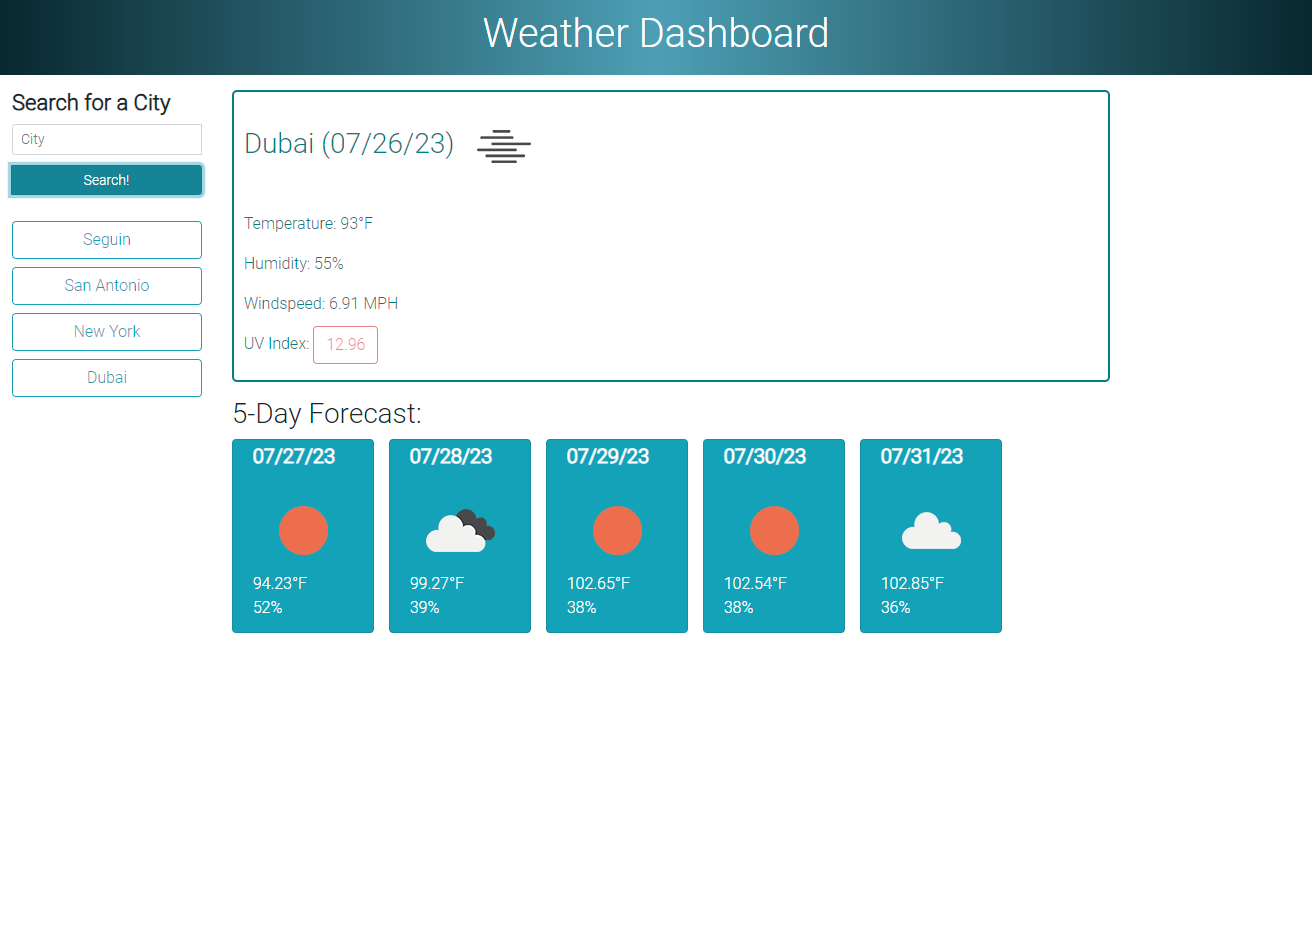 Weather Dashboard
Search for a City
City
Search!
Seguin
San Antonio
New York
Dubai
Dubai (07/26/23)
Temperature: 93°F
Humidity: 55%
Windspeed: 6.91 MPH
UV Index: 12.96
5-Day Forecast:
07/27/23
94.23°F
52%
07/28/23
99.27°F
39%
07/29/23
102.65°F
38%
07/30/23
102.54°F
38%
07/31/23
102.85°F
36%